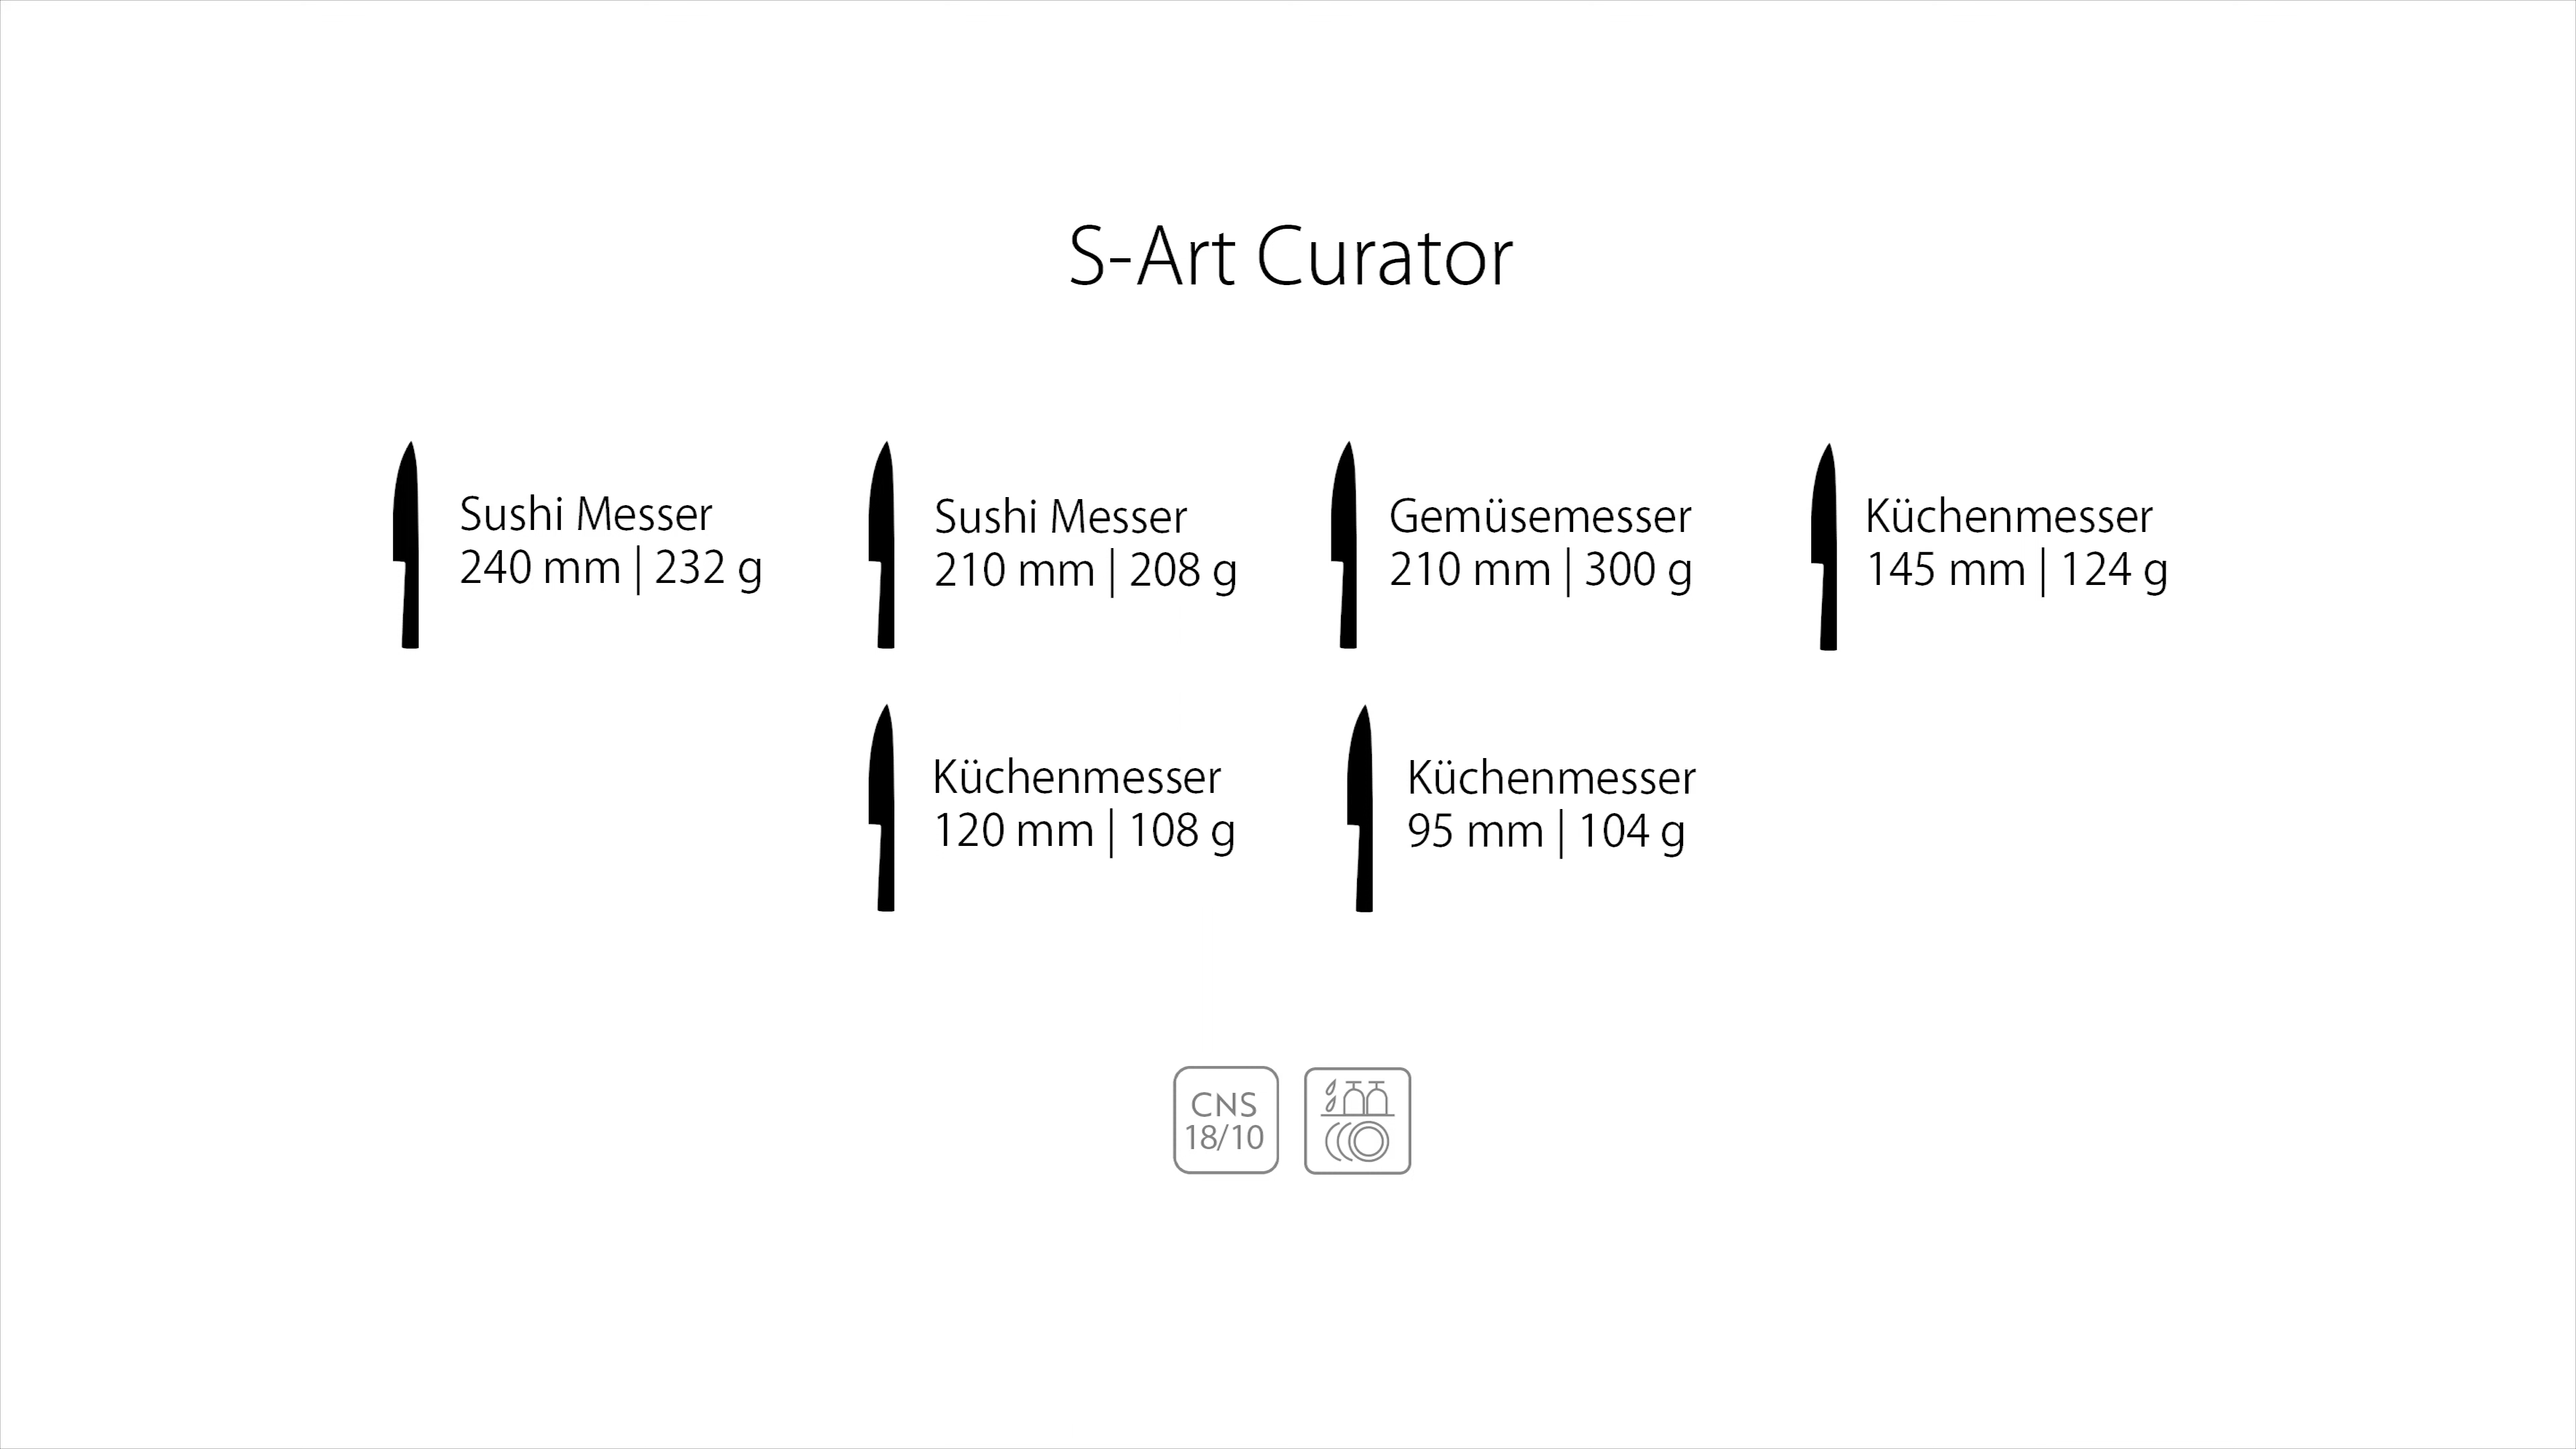 S-Art Curator
Sushi Messer
240 mm | 232 g
Sushi Messer
210 mm | 208 g
Gemüsemesser
210 mm | 300 g
Küchenmesser
145 mm | 124 g
Küchenmesser
120 mm | 108 g
Küchenmesser
95 mm | 104 g
CNS
18/10